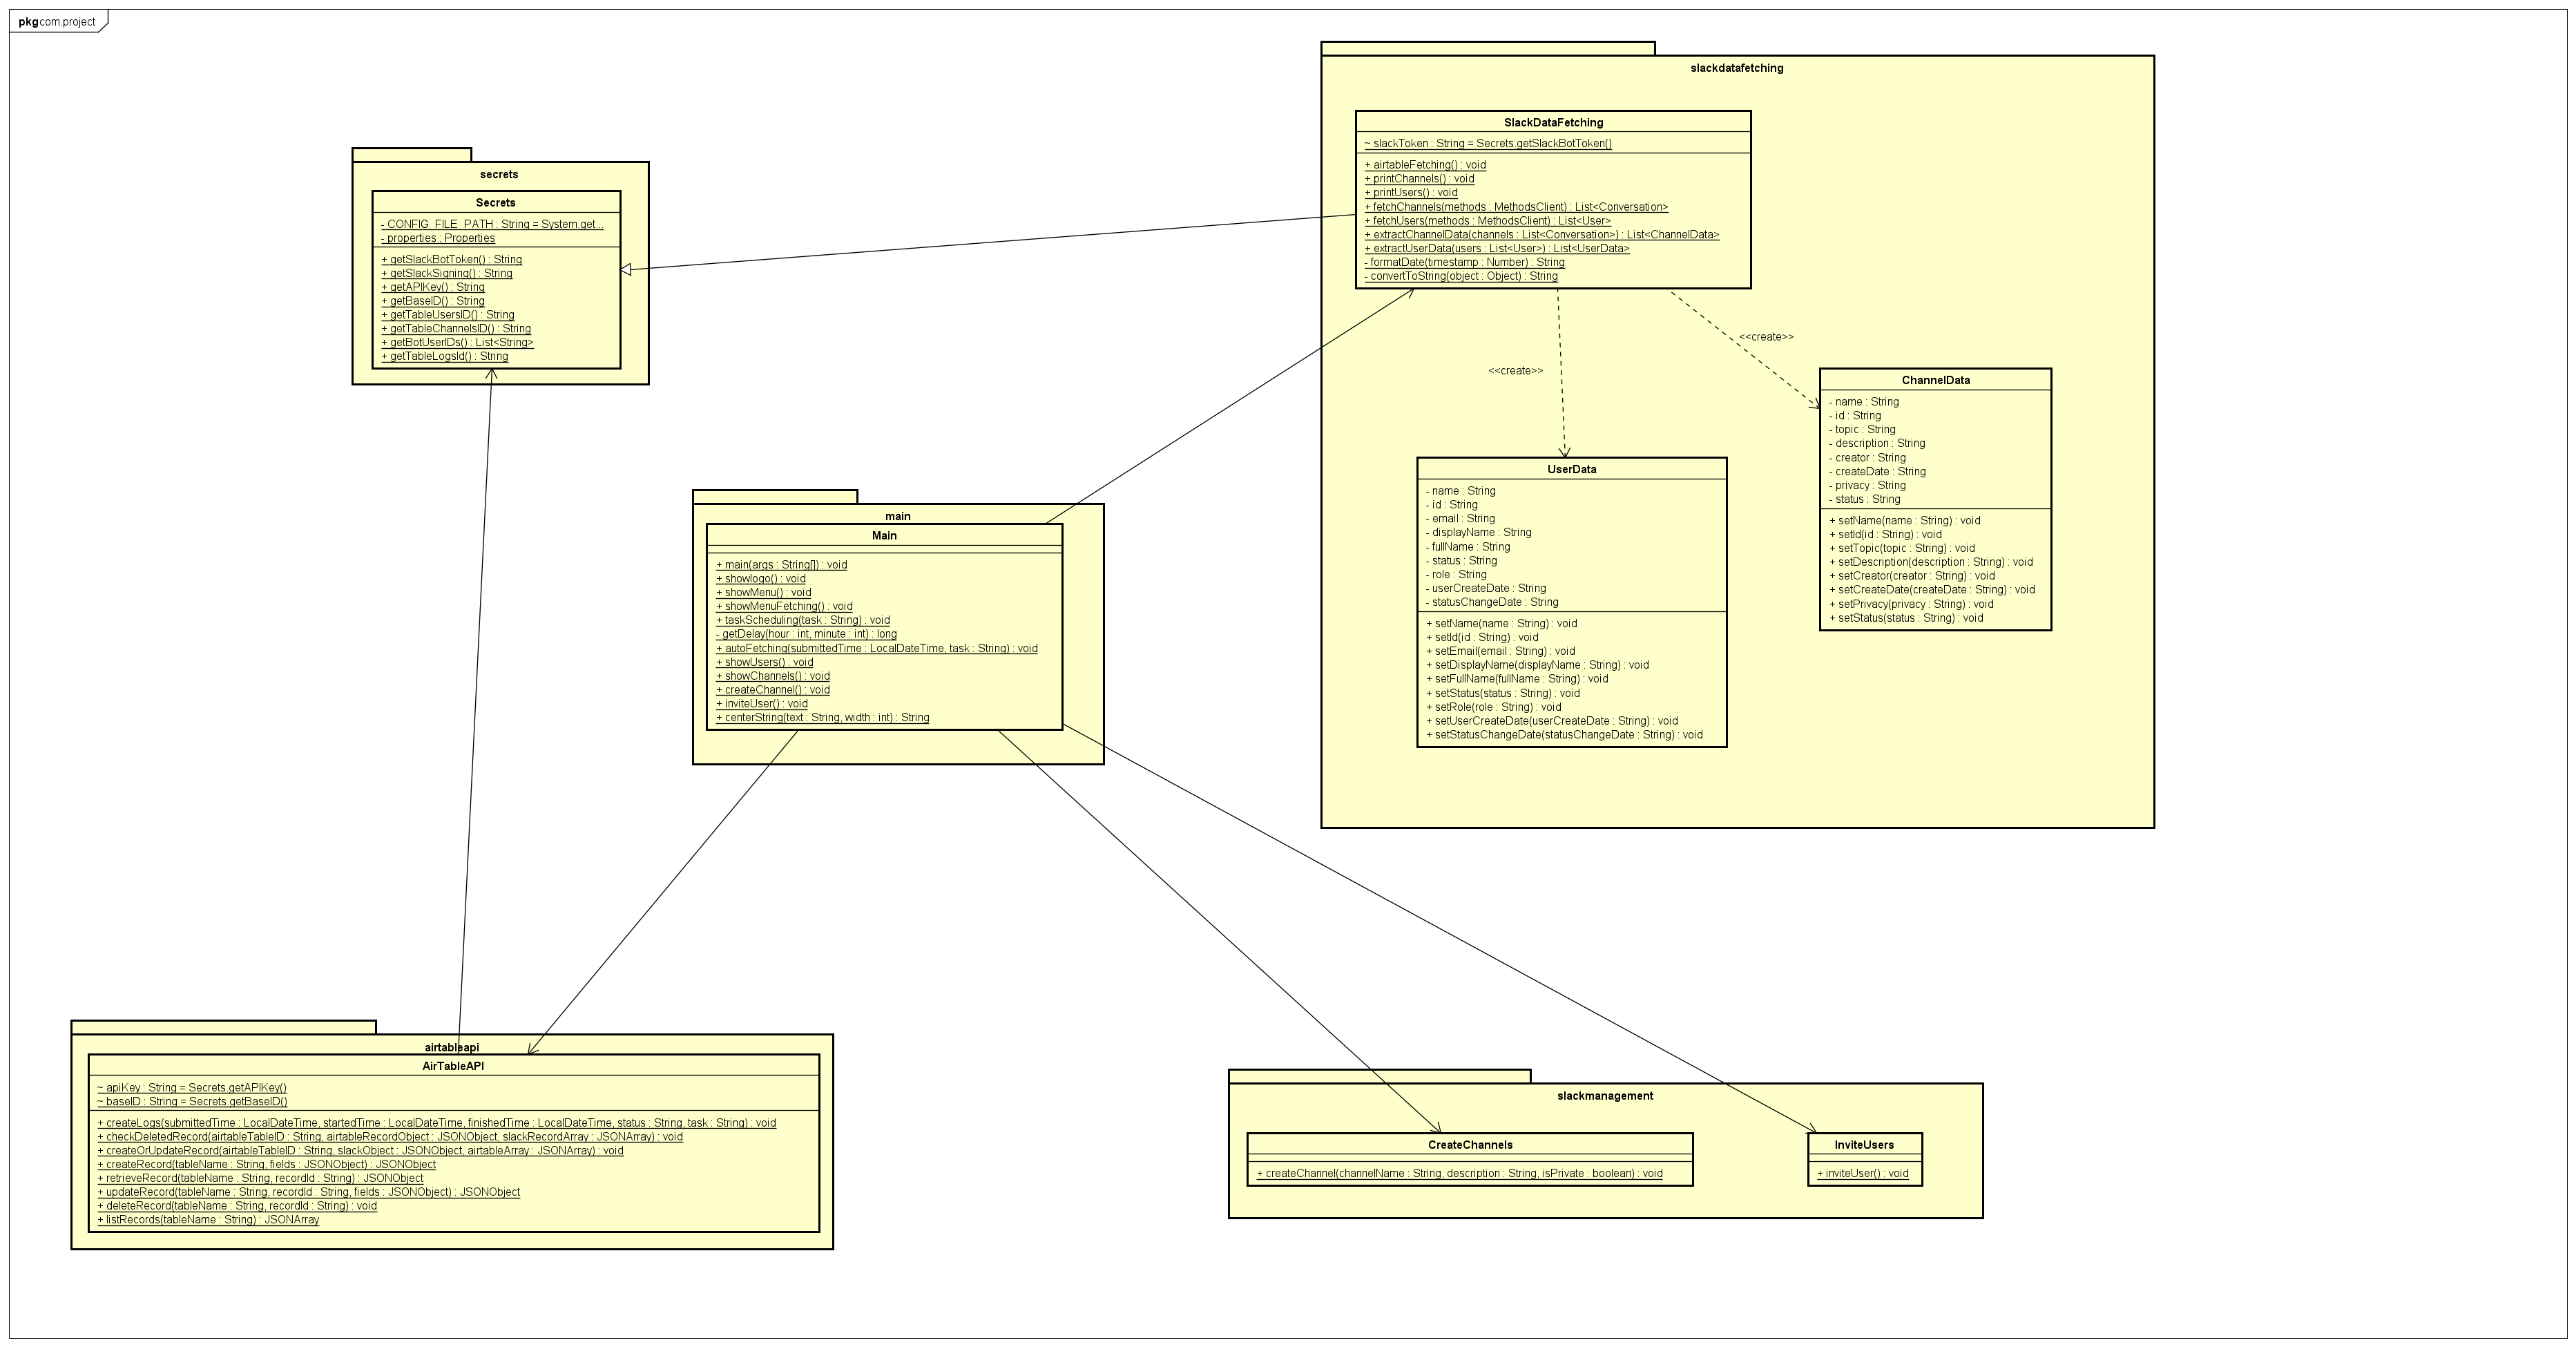 pkg com.project
slackdatafetching
SlackDataFetching
~ slackToken : String = Secrets.getSlackBotToken()
+ airtableFetching() : void
+ printChannels() : void
+ printUsers() : void
+ fetchChannels(methods : MethodsClient) : List<Conversation>
+ fetchUsers(methods : MethodsClient) : List<User>
+ extractChannelData(channels : List<Conversation>) : List<ChannelData>
+ extractUserData(users : List<User>) : List<UserData>
- formatDate(timestamp : Number) : String
- convertToString(object : Object) : String
secrets
Secrets
- CONFIG_FILE_PATH : String = System.get...
- properties : Properties
+ getSlackBotToken() : String
+ getSlackSigning() : String
+ getAPIKey() : String
+ getBaseID() : String
+ getTableUsersID() : String
+ getTableChannelsID() : String
+ getBotUserIDs() : List<String>
+ getTableLogsId() : String
<<create>>
<<create>>
ChannelData
- name : String
- id : String
- topic : String
- description : String
- creator : String
- createDate : String
- privacy : String
- status : String
+ setName(name : String) : void
+ setId(id : String) : void
+ setTopic(topic : String) : void
+ setDescription(description : String) : void
+ setCreator(creator : String) : void
+ setCreateDate(createDate : String) : void
+ setPrivacy(privacy : String) : void
+ setStatus(status : String) : void
UserData
- name : String
- id : String
- email : String
- displayName : String
- fullName : String
- status : String
- role : String
- userCreateDate : String
- statusChangeDate : String
+ setName(name : String) : void
+ setId(id : String) : void
+ setEmail(email : String) : void
+ setDisplayName(displayName : String) : void
+ setFullName(fullName : String) : void
+ setStatus(status : String) : void
+ setRole(role : String) : void
+ setUserCreateDate(userCreateDate : String) : void
+ setStatusChangeDate(statusChangeDate : String) : void
main
Main
+ main(args : String[]) : void
+ showlogo() : void
+ showMenu() : void
+ showMenuFetching() : void
+ taskScheduling(task : String) : void
- getDelay(hour : int, minute : int) : long
+ autoFetching(submittedTime : LocalDateTime, task : String) : void
+ showUsers() : void
+ showChannels() : void
+ createChannel() : void
+ inviteUser() : void
+ centerString(text : String, width : int) : String
airtableapi
AirTableAPI
~ apiKey : String = Secrets.getAPIKey()
~ baseID : String = Secrets.getBaseID()
+ createLogs(submittedTime : LocalDateTime, startedTime : LocalDateTime, finishedTime : LocalDateTime, status : String, task : String) : void
+ checkDeletedRecord(airtableTableID : String, airtableRecordObject : JSONObject, slackRecordArray : JSONArray) : void
+ createOrUpdateRecord(airtableTableID : String, slackObject : JSONObject, airtableArray : JSONArray) : void
+ createRecord(tableName : String, fields : JSONObject) : JSONObject
+ retrieveRecord(tableName : String, recordId : String) : JSONObject
+ updateRecord(tableName : String, recordId : String, fields : JSONObject) : JSONObject
+ deleteRecord(tableName : String, recordId : String) : void
+ listRecords(tableName : String) : JSONArray
slackmanagement
CreateChannels
+ createChannel(channelName : String, description : String, isPrivate : boolean) : void
InviteUsers
+ inviteUser() : void